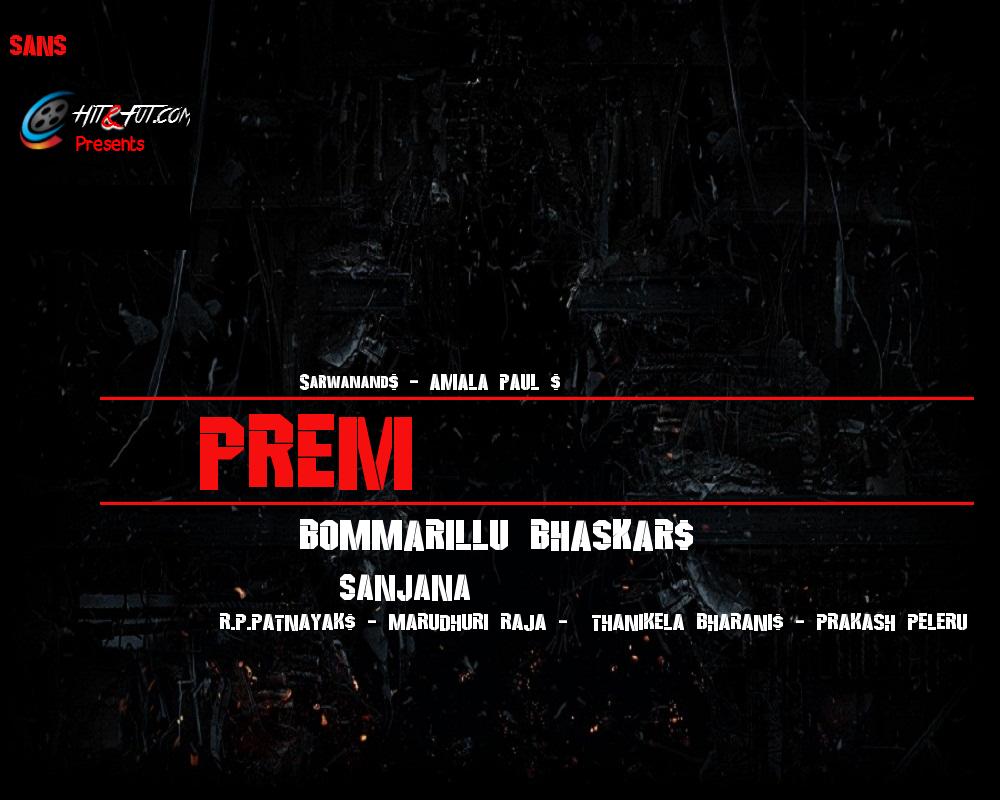 SANS
HIT&FUT.COM
Presents
SARWANAND$ - AMALA PAUL $
PREM
BOMMARILLU BHASKAR$
SANJANA
R.P.PATNAYAK$ - MARUDHURI RAJA - THANIKELA BHARANI$ - PRAKASH PELERU